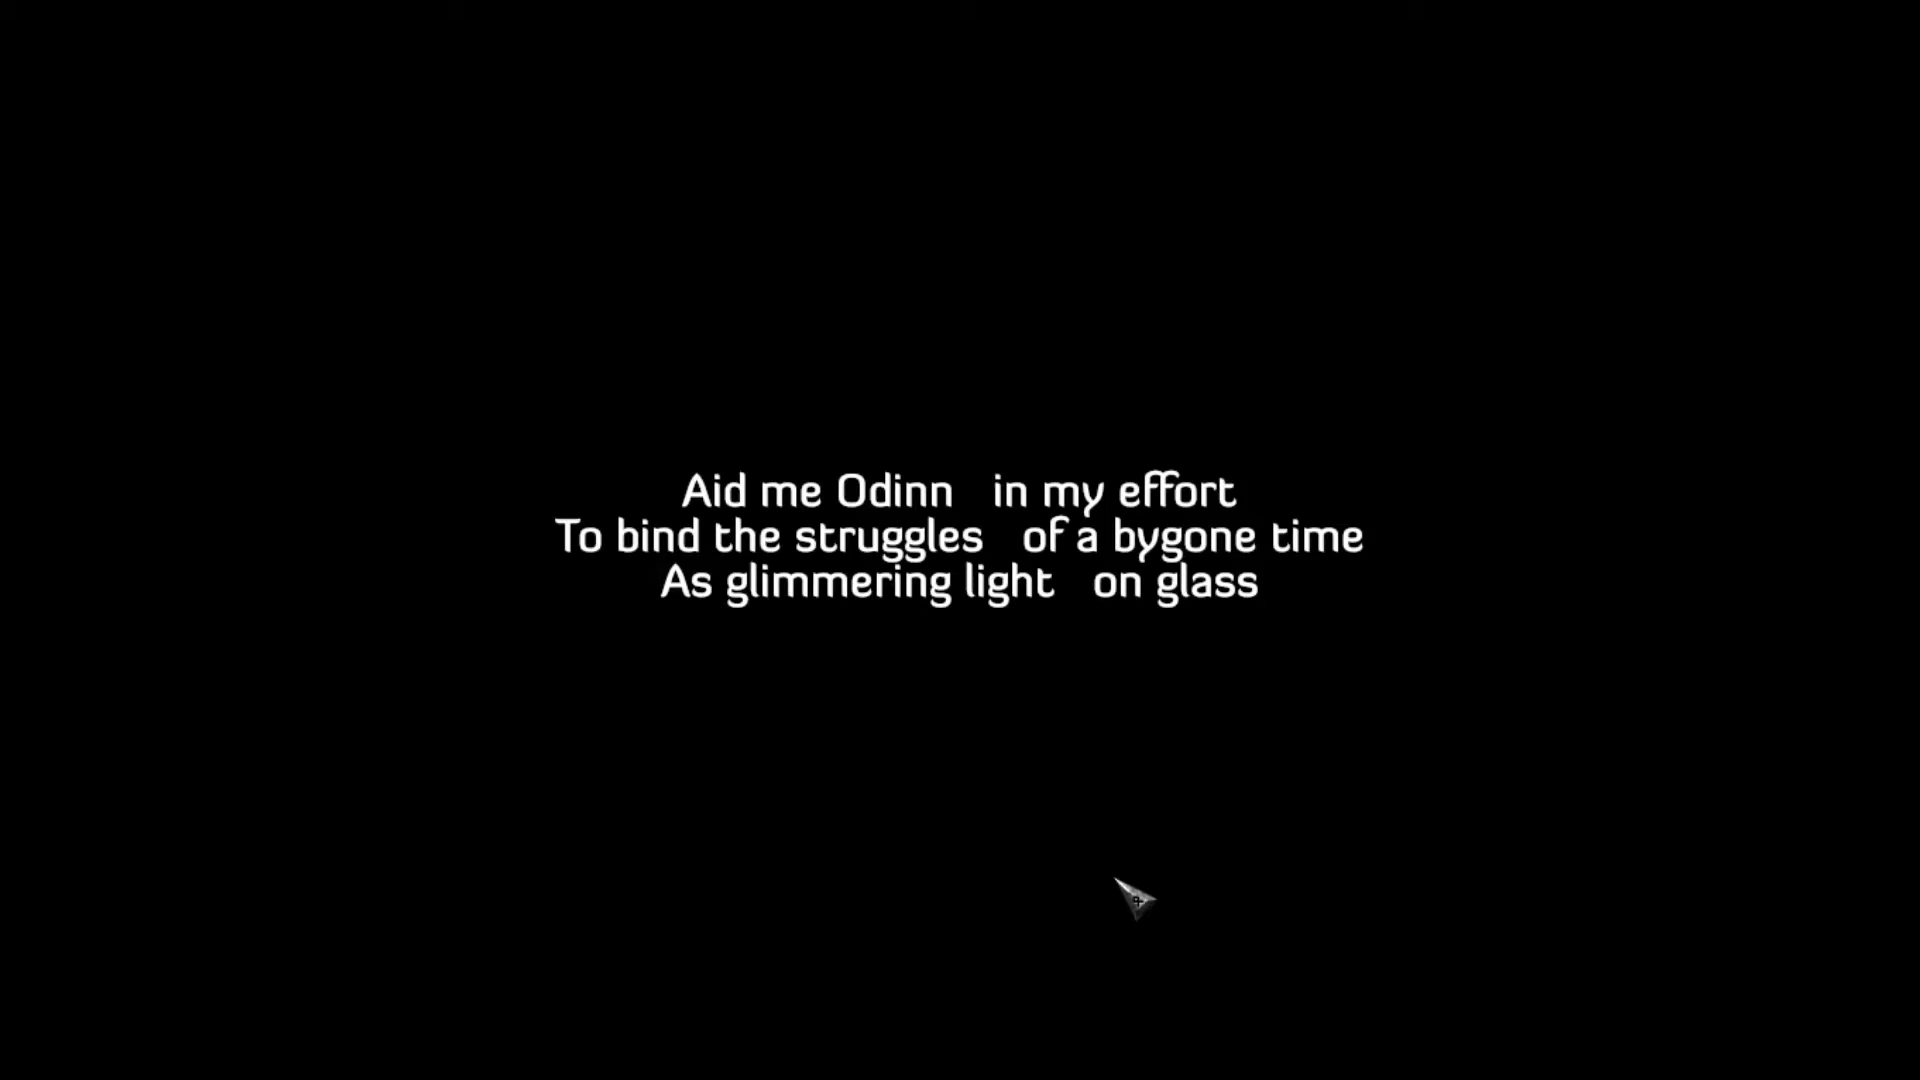 Aid me Odinn   in my effort
To bind the struggles   of a bygone time
As glimmering light   on glass